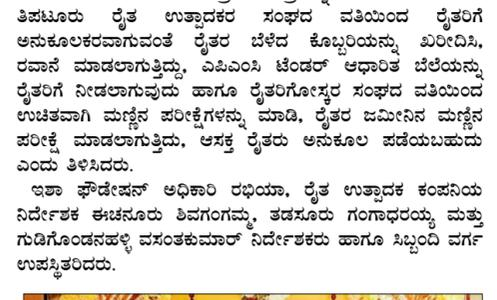 ತಿಪಟೂರು ರೈತ ಉತ್ಪಾದಕರ ಸಂಘದ ವತಿಯಿಂದ ರೈತರಿಗೆ
ಅನುಕೂಲಕರವಾಗುವಂತೆ ರೈತರ ಬೆಳೆದ ಕೊಬ್ಬರಿಯನ್ನು ಖರೀದಿಸಿ,
ರವಾನೆ ಮಾಡಲಾಗುತ್ತಿದ್ದು, ಎಪಿಎಂಸಿ ಟೆಂಡರ್ ಆಧಾರಿತ ಬೆಲೆಯನ್ನು
ರೈತರಿಗೆ ನೀಡಲಾಗುವುದು ಹಾಗೂ ರೈತರಿಗೋಸ್ಕರ ಸಂಘದ ವತಿಯಿಂದ
ಉಚಿತವಾಗಿ ಮಣ್ಣಿನ ಪರೀಕ್ಷೆಗಳನ್ನು ಮಾಡಿ, ರೈತರ ಜಮೀನಿನ ಮಣ್ಣಿನ
ಪರೀಕ್ಷೆ ಮಾಡಲಾಗುತ್ತಿದು, ಆಸಕ್ತ ರೈತರು ಅನುಕೂಲ ಪಡೆಯಬಹುದು
ಎಂದು ತಿಳಿಸಿದರು.
ಇಶಾ ಫೌಡೇಷನ್ ಅಧಿಕಾರಿ ರಭಿಯಾ, ರೈತ ಉತ್ಪಾದಕ ಕಂಪನಿಯ
ನಿರ್ದೇಶಕ ಈಚನೂರು ಶಿವಗಂಗಮ್ಮ, ತಡಸೂರು ಗಂಗಾಧರಯ್ಯ ಮತ್ತು
ಗುಡಿಗೊಂಡನಹಳ್ಳಿ ವಸಂತಕುಮಾರ್ ನಿರ್ದೇಶಕರು ಹಾಗೂ ಸಿಬ್ಬಂದಿ ವರ್ಗ
ಉಪಸ್ಥಿತರಿದರು.